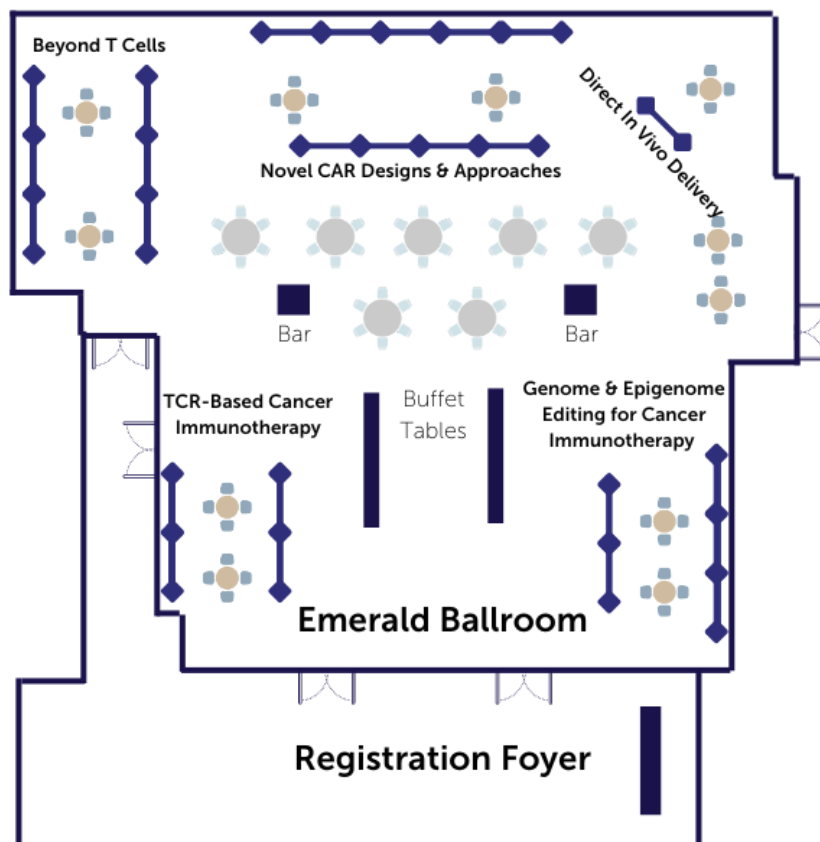 Beyond T Cells
Direct In Vivo Delivery
Novel CAR Designs & Approaches
Bar
Bar
TCR-Based Cancer
Immunotherapy
Buffet
Tables
Genome & Epigenome
Editing for Cancer
Immunotherapy
Emerald Ballroom
Registration Foyer